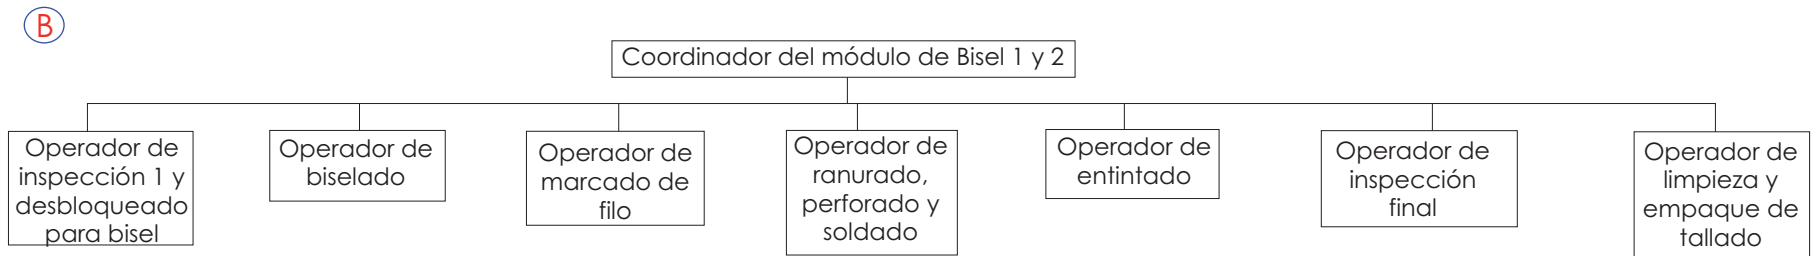 B
Coordinador del módulo de Bisel 1 y 2
Operador de
inspección 1 y
desbloqueado
para bisel
Operador de
biselado
Operador de
marcado de
filo
Operador de
ranurado,
perforado y
soldado
Operador de
entintado
Operador de
inspección
final
Operador de
limpieza y
empaque de
tallado